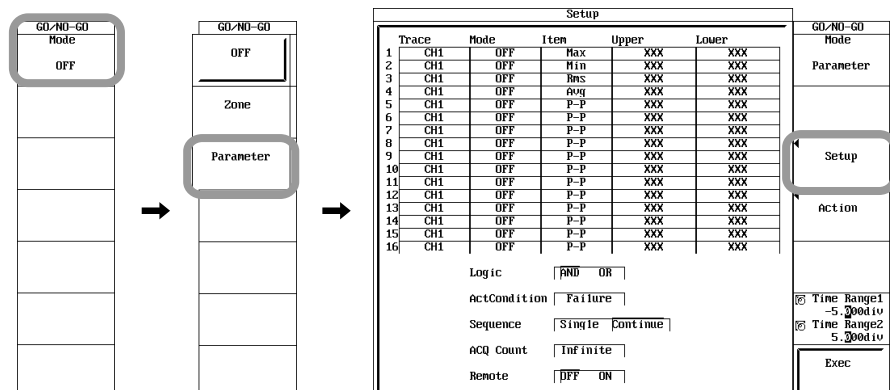 GO/NO-GO
Mode
OFF
GO/NO-GO
OFF
Zone
Parameter
Setup
Trace Mode Item Upper Lower
1 CH1 OFF Max XXX XXX
2 CH1 OFF Min XXX XXX
3 CH1 OFF Rms XXX XXX
4 CH1 OFF Avg XXX XXX
5 CH1 OFF P-P XXX XXX
6 CH1 OFF P-P XXX XXX
7 CH1 OFF P-P XXX XXX
8 CH1 OFF P-P XXX XXX
9 CH1 OFF P-P XXX XXX
10 CH1 OFF P-P XXX XXX
11 CH1 OFF P-P XXX XXX
12 CH1 OFF P-P XXX XXX
13 CH1 OFF P-P XXX XXX
14 CH1 OFF P-P XXX XXX
15 CH1 OFF P-P XXX XXX
16 CH1 OFF P-P XXX XXX
Logic AND OR
ActCondition Failure
Sequence Single Continue
ACQ Count Infinite
Remote OFF ON
GO/NO-GO
Mode
Parameter
Setup
Action
Time Range1
-5.000div
Time Range2
5.000div
Exec